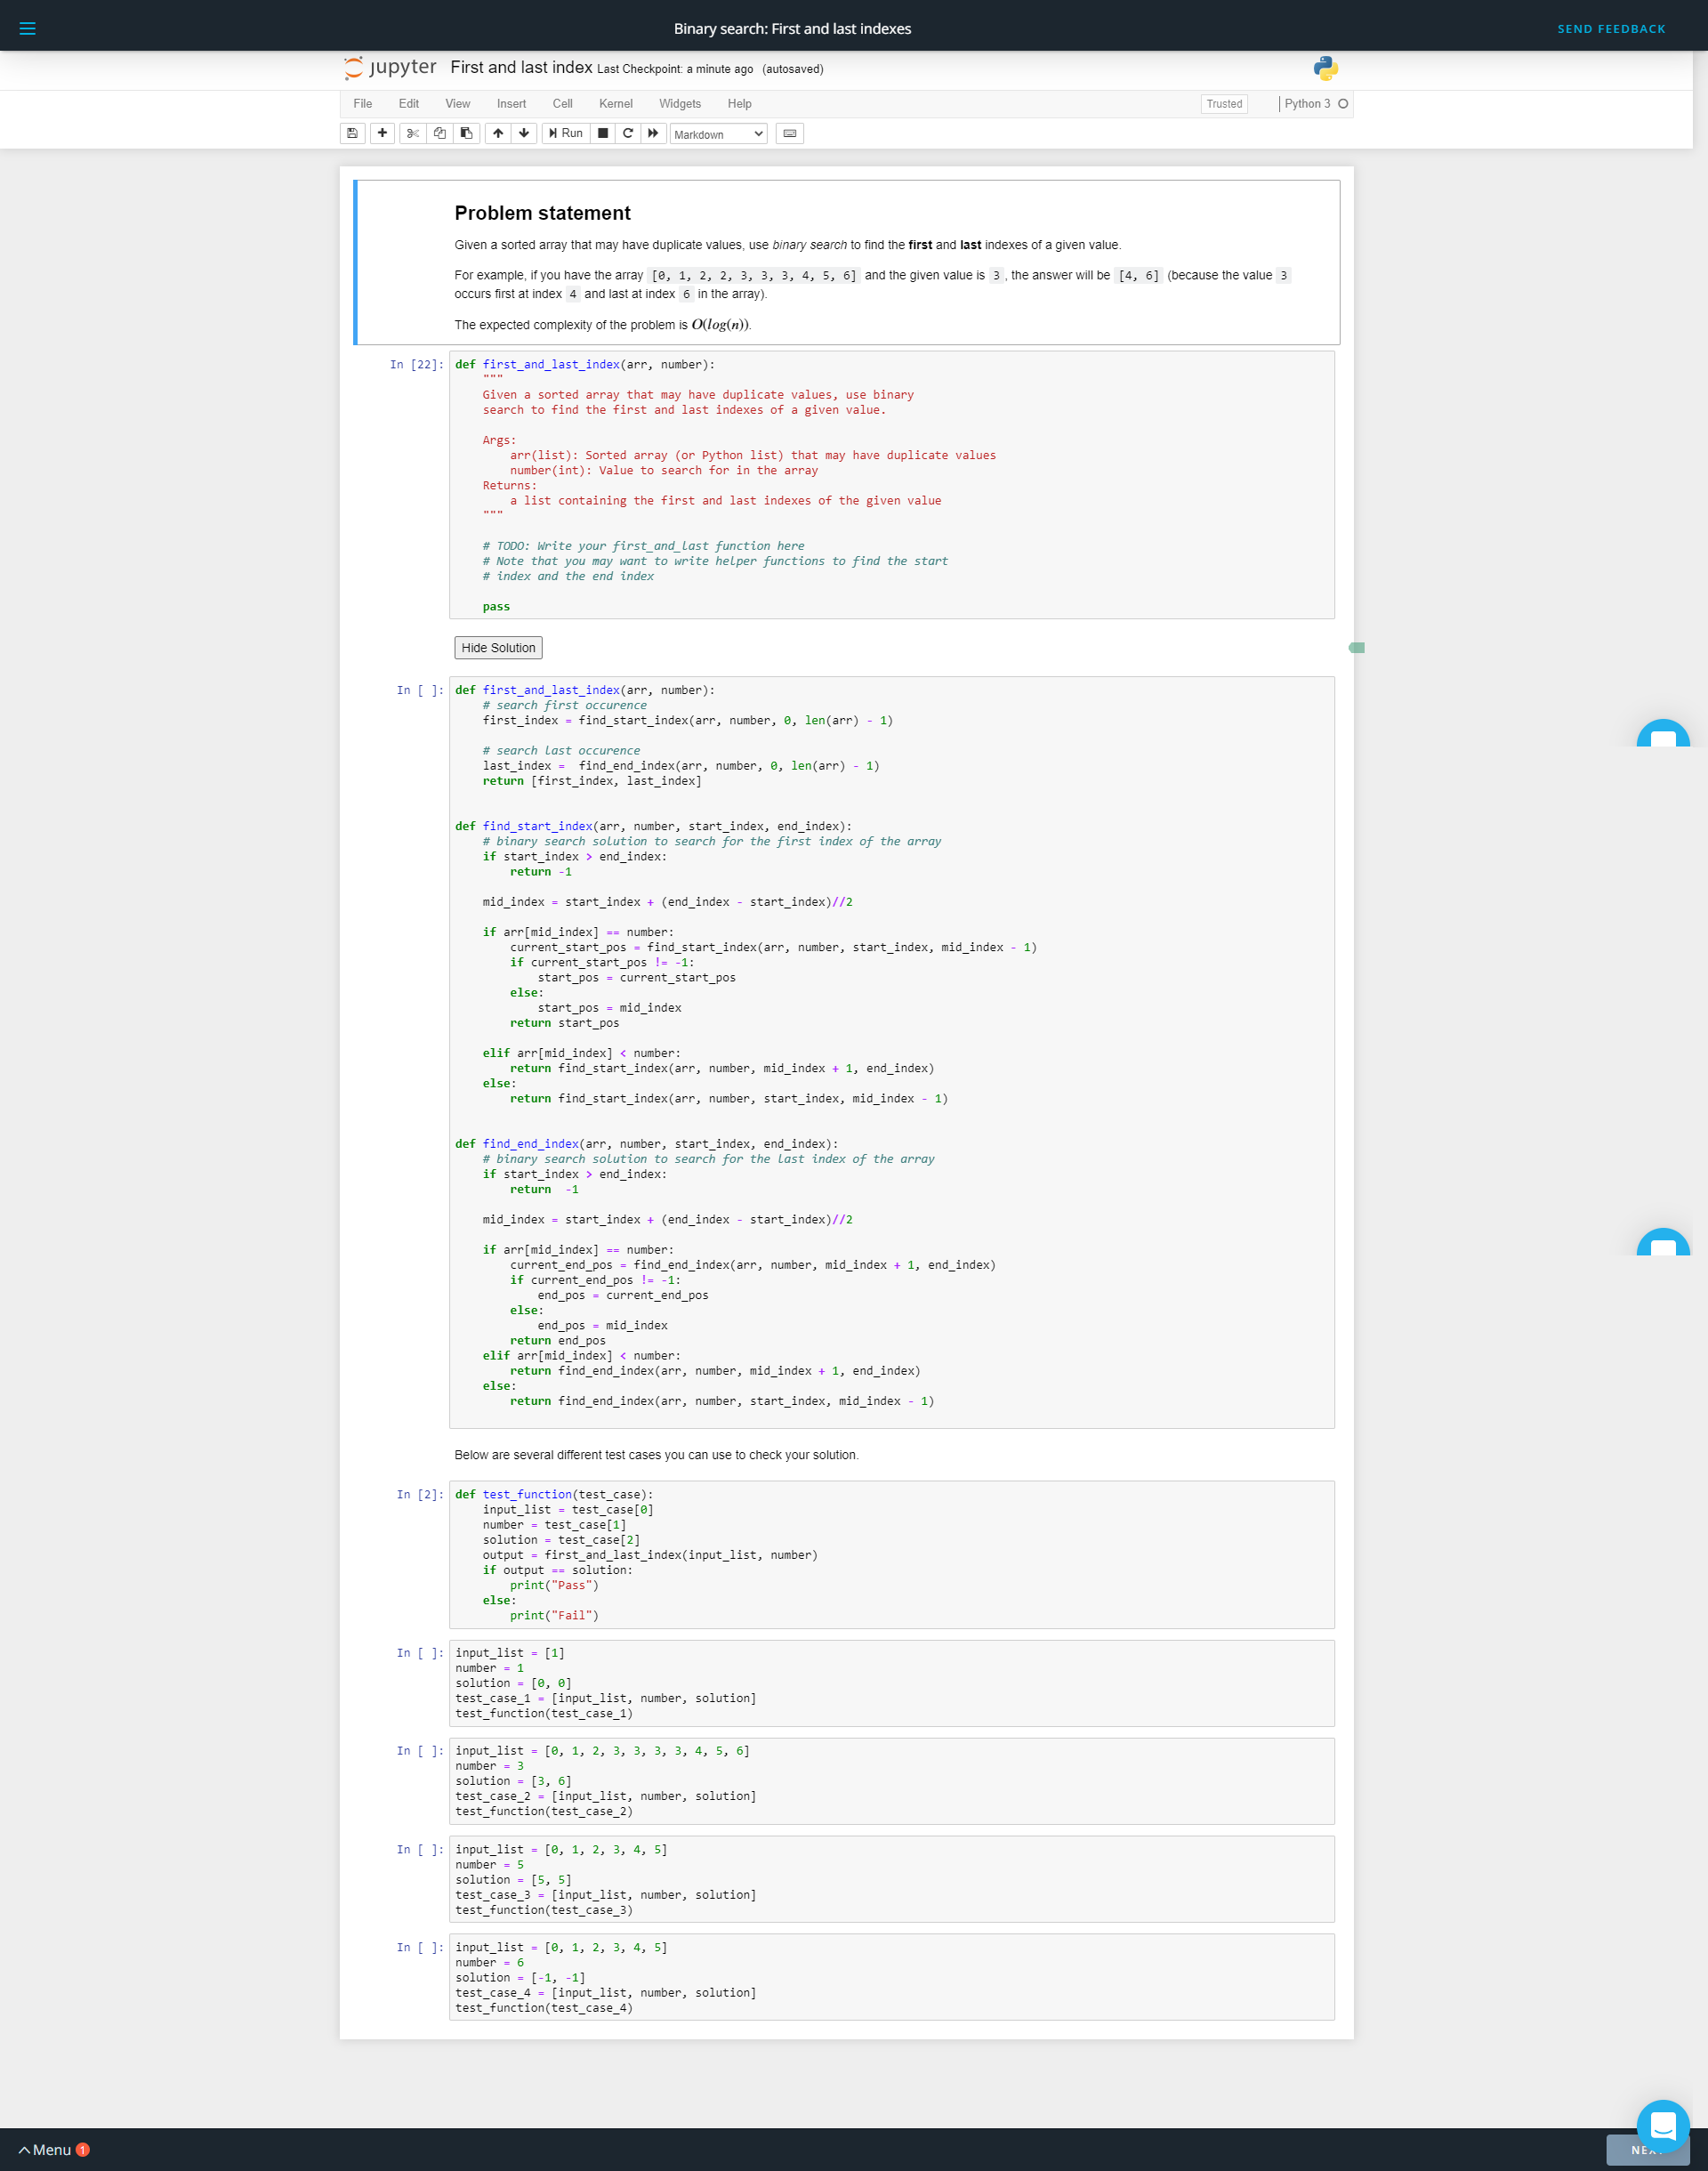 Binary search: First and last indexes
SEND FEEDBACK
jupyter First and last index Last Checkpoint: a minute ago (autosaved)
File Edit View Insert Cell Kernel Widgets Help
Trusted
Python 3
Run
Markdown
Problem statement
Given a sorted array that may have duplicate values, use binary search to find the first and last indexes of a given value.
For example, if you have the array [0, 1, 2, 2, 3, 3, 3, 4, 5, 6] and the given value is 3, the answer will be [4, 6] (because the value 3
occurs first at index 4 and last at index 6 in the array).
The expected complexity of the problem is O(log(n)).
In [22]: def first_and_last_index(arr, number):
"""
Given a sorted array that may have duplicate values, use binary
search to find the first and last indexes of a given value.
Args:
arr(list): Sorted array (or Python list) that may have duplicate values
number(int): Value to search for in the array
Returns:
a list containing the first and last indexes of the given value
"""
# TODO: Write your first_and_last function here
# Note that you may want to write helper functions to find the start
# index and the end index
pass
Hide Solution
In [ ]: def first_and_last_index(arr, number):
# search first occurence
first_index = find_start_index(arr, number, 0, len(arr) - 1)
# search last occurence
last_index =  find_end_index(arr, number, 0, len(arr) - 1)
return [first_index, last_index]
def find_start_index(arr, number, start_index, end_index):
# binary search solution to search for the first index of the array
if start_index > end_index:
return -1
mid_index = start_index + (end_index - start_index)//2
if arr[mid_index] == number:
current_start_pos = find_start_index(arr, number, start_index, mid_index - 1)
if current_start_pos != -1:
start_pos = current_start_pos
else:
start_pos = mid_index
return start_pos
elif arr[mid_index] < number:
return find_start_index(arr, number, mid_index + 1, end_index)
else:
return find_start_index(arr, number, start_index, mid_index - 1)
def find_end_index(arr, number, start_index, end_index):
# binary search solution to search for the last index of the array
if start_index > end_index:
return  -1
mid_index = start_index + (end_index - start_index)//2
if arr[mid_index] == number:
current_end_pos = find_end_index(arr, number, mid_index + 1, end_index)
if current_end_pos != -1:
end_pos = current_end_pos
else:
end_pos = mid_index
return end_pos
elif arr[mid_index] < number:
return find_end_index(arr, number, mid_index + 1, end_index)
else:
return find_end_index(arr, number, start_index, mid_index - 1)
Below are several different test cases you can use to check your solution.
In [2]: def test_function(test_case):
input_list = test_case[0]
number = test_case[1]
solution = test_case[2]
output = first_and_last_index(input_list, number)
if output == solution:
print("Pass")
else:
print("Fail")
In [ ]: input_list = [1]
number = 1
solution = [0, 0]
test_case_1 = [input_list, number, solution]
test_function(test_case_1)
In [ ]: input_list = [0, 1, 2, 3, 3, 3, 3, 4, 5, 6]
number = 3
solution = [3, 6]
test_case_2 = [input_list, number, solution]
test_function(test_case_2)
In [ ]: input_list = [0, 1, 2, 3, 4, 5]
number = 5
solution = [5, 5]
test_case_3 = [input_list, number, solution]
test_function(test_case_3)
In [ ]: input_list = [0, 1, 2, 3, 4, 5]
number = 6
solution = [-1, -1]
test_case_4 = [input_list, number, solution]
test_function(test_case_4)
Menu 1